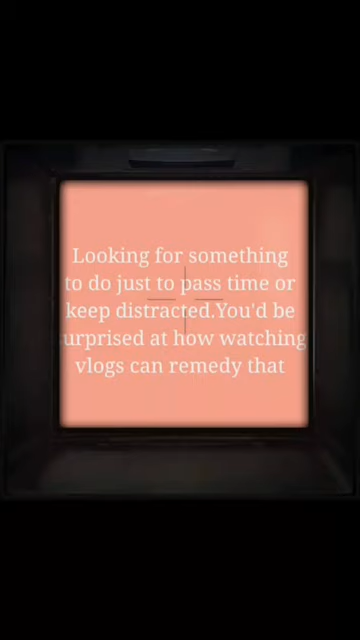 Looking for something
to do just to pass time or
keep distracted.You'd be
surprised at how watching
vlogs can remedy that